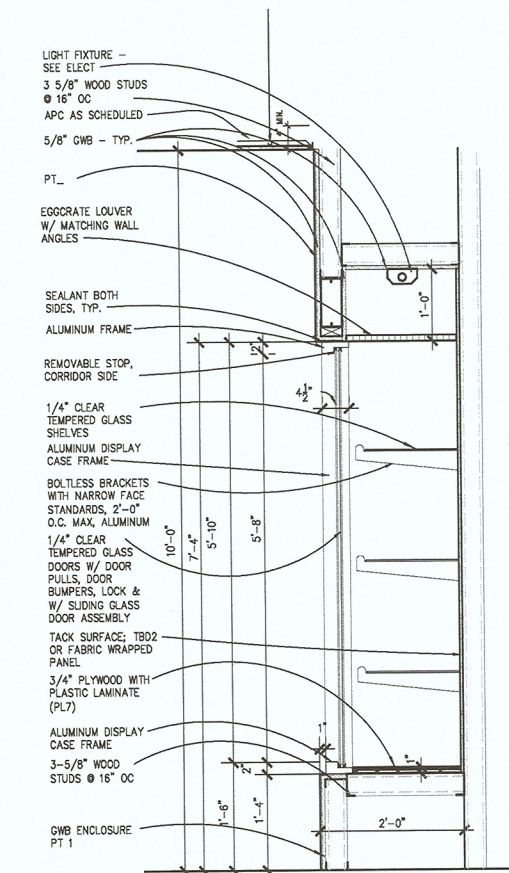 LIGHT FIXTURE –
SEE ELECT
3 5/8" WOOD STUDS
@ 16" OC
APC AS SCHEDULED
5/8" GWB – TYP.
PT_
EGGCRATE LOUVER
W/ MATCHING WALL
ANGLES
SEALANT BOTH
SIDES, TYP.
ALUMINUM FRAME
REMOVABLE STOP,
CORRIDOR SIDE
1/4" CLEAR
TEMPERED GLASS
SHELVES
ALUMINUM DISPLAY
CASE FRAME
BOLTLESS BRACKETS
WITH NARROW FACE
STANDARDS, 2'-0"
O.C. MAX, ALUMINUM
1/4" CLEAR
TEMPERED GLASS
DOORS W/ DOOR
PULLS, DOOR
BUMPERS, LOCK &
W/ SLIDING GLASS
DOOR ASSEMBLY
TACK SURFACE; TBD2
OR FABRIC WRAPPED
PANEL
3/4" PLYWOOD WITH
PLASTIC LAMINATE
(PL7)
ALUMINUM DISPLAY
CASE FRAME
3-5/8" WOOD
STUDS @ 16" OC
GWB ENCLOSURE
PT 1
4" MIN.
1'-0"
2"
4 1/2"
10'-0"
7'-4"
5'-10"
5'-8"
1"
2"
1"
1'-6"
1'-4"
2'-0"